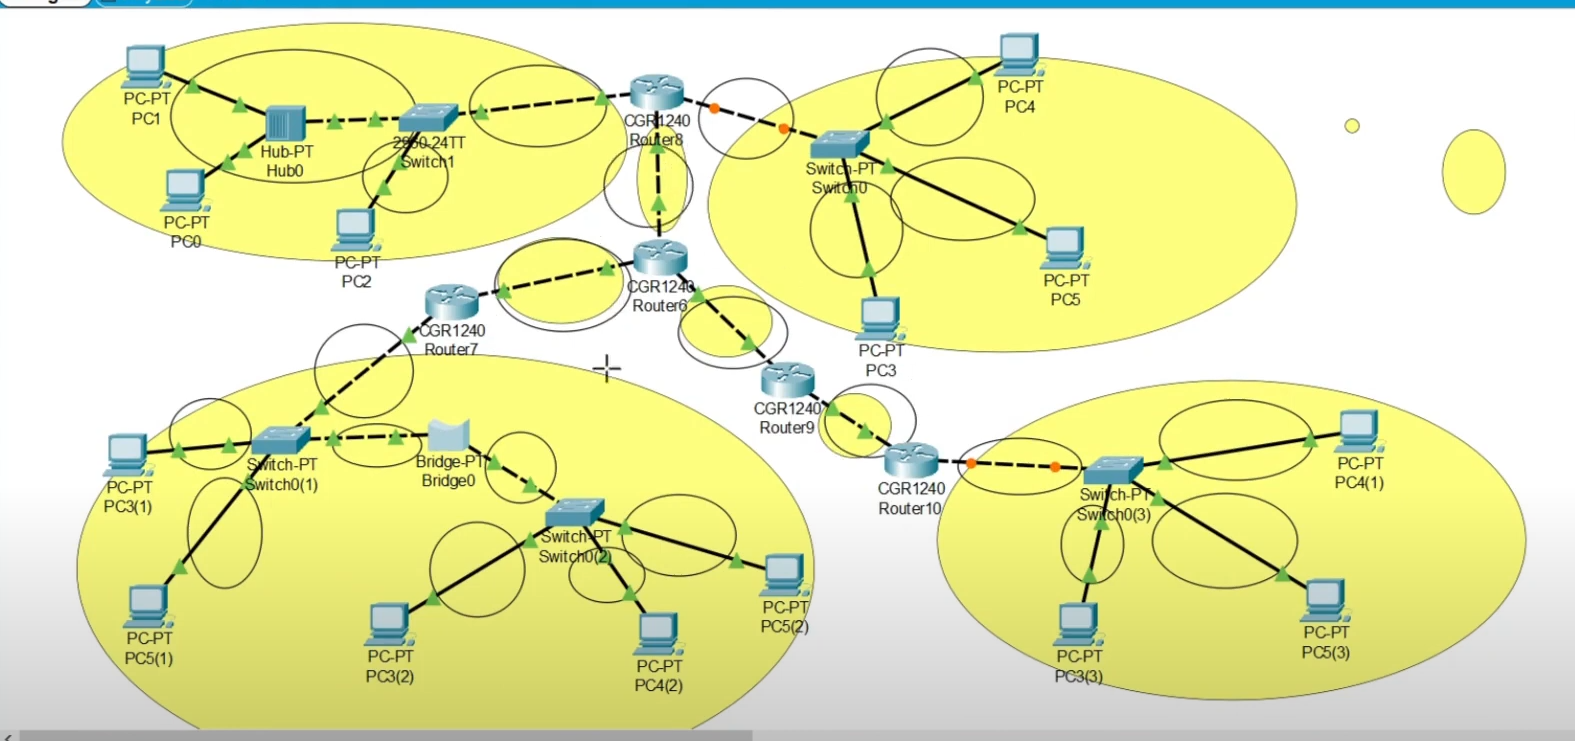 PC-PT
PC1
Hub-PT
Hub0
PC-PT
PC0
2960-24TT
Switch1
PC-PT
PC2
CGR1240
Router8
Switch-PT
Switch0
PC-PT
PC4
PC-PT
PC5
PC-PT
PC3
CGR1240
Router6
CGR1240
Router7
CGR1240
Router9
CGR1240
Router10
PC-PT
PC3(1)
Switch-PT
Switch0(1)
Bridge-PT
Bridge0
Switch-PT
Switch0(2)
PC-PT
PC5(1)
PC-PT
PC3(2)
PC-PT
PC4(2)
PC-PT
PC5(2)
Switch-PT
Switch0(3)
PC-PT
PC4(1)
PC-PT
PC3(3)
PC-PT
PC5(3)